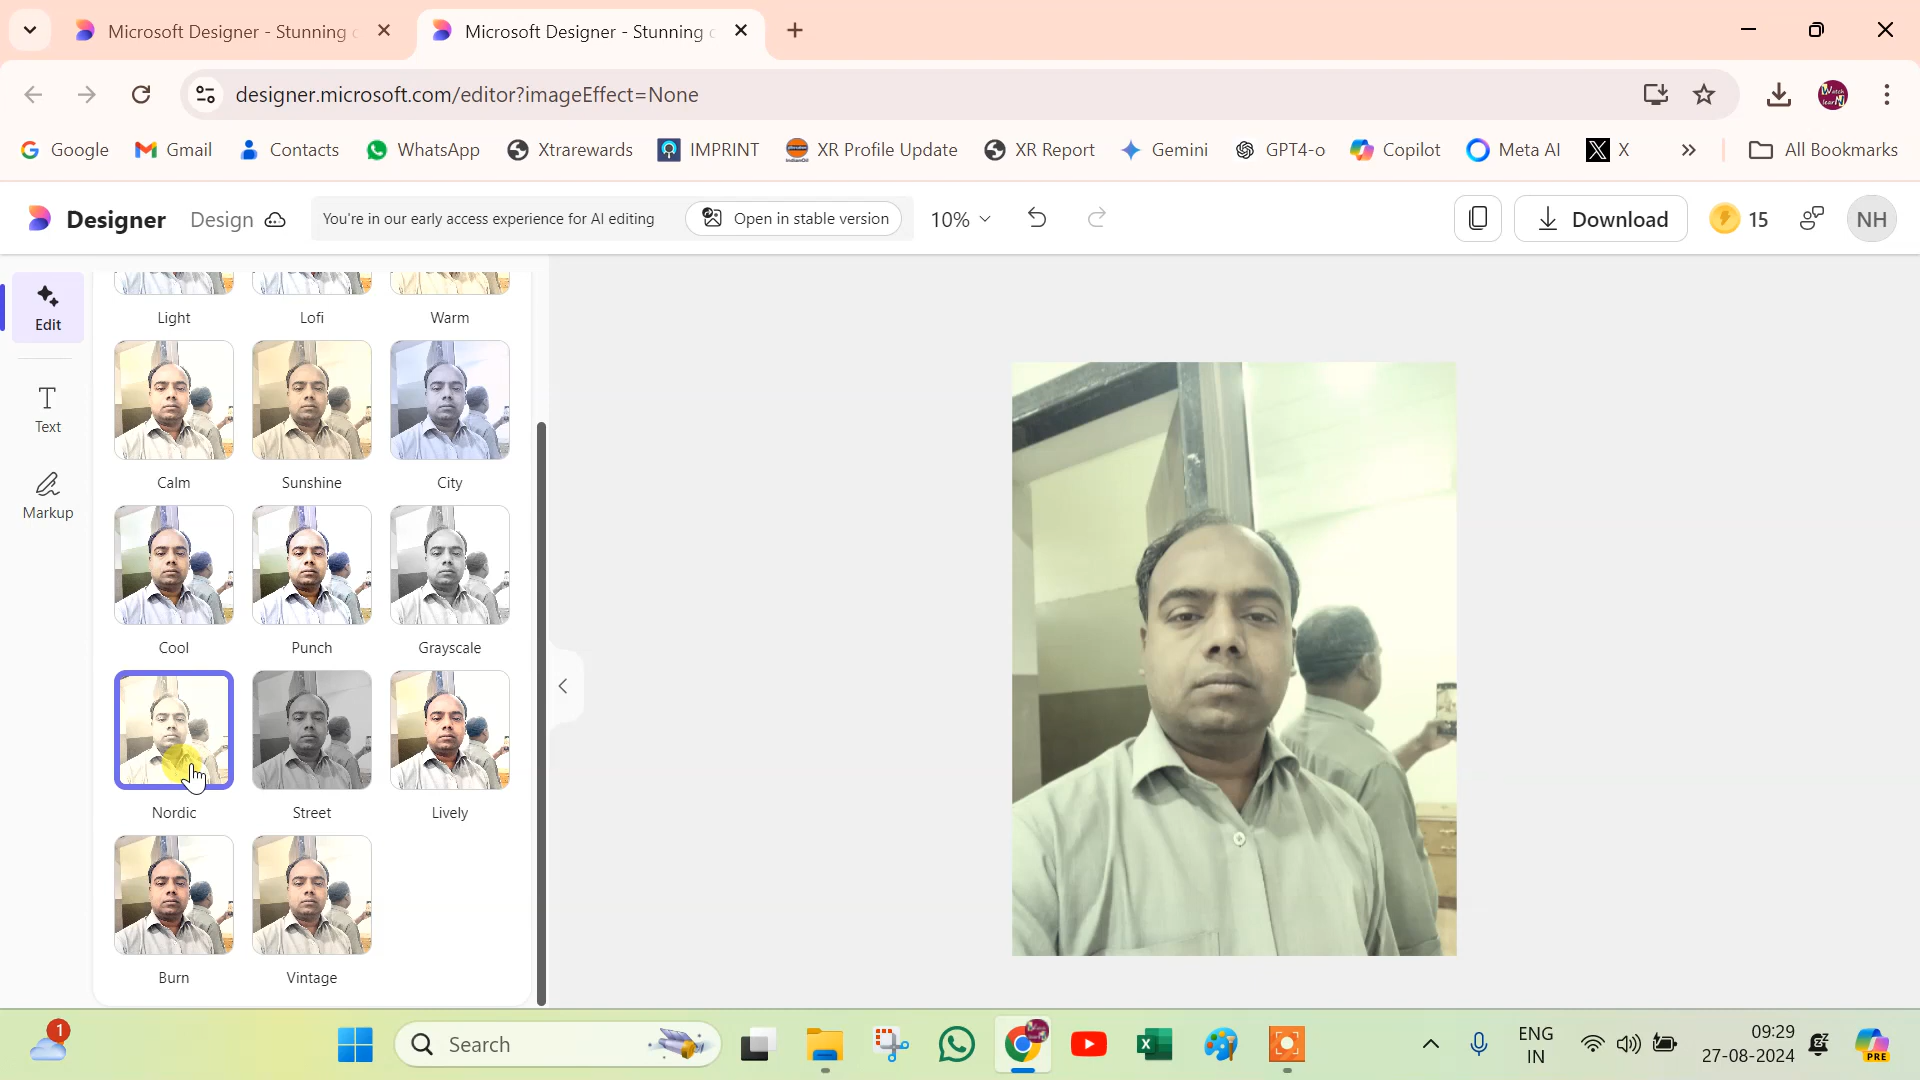 Microsoft Designer - Stunning
Microsoft Designer - Stunning
designer.microsoft.com/editor?imageEffect=None
Google
Gmail
Contacts
WhatsApp
Xtrarewards
IMPRINT
XR Profile Update
XR Report
Gemini
GPT4-o
Copilot
Meta AI
X
All Bookmarks
Designer
Design
You're in our early access experience for AI editing
Open in stable version
10%
Download
15
NH
Edit
Text
Markup
Light
Lofi
Warm
Calm
Sunshine
City
Cool
Punch
Grayscale
Nordic
Street
Lively
Burn
Vintage
1
Search
ENG
IN
09:29
27-08-2024
PRE